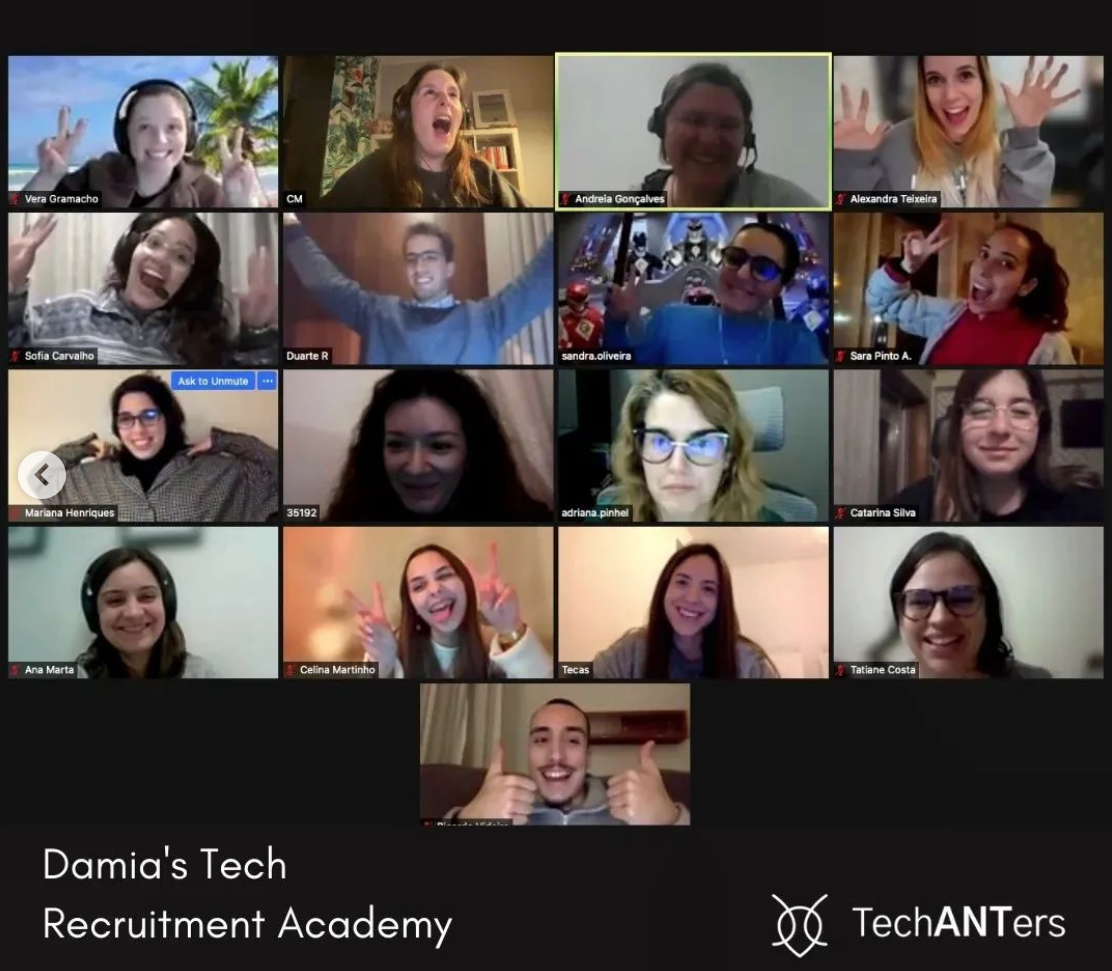 Vera Gramacho
CM
Andreia Gonçalves
Alexandra Teixeira
Sofia Carvalho
Duarte R
sandra.oliveira
Sara Pinto A.
Ask to Unmute
Mariana Henriques
35192
adriana.pinhel
Catarina Silva
Ana Marta
Celina Martinho
Tecas
Tatiane Costa
Damia's Tech
Recruitment Academy
TechANTers